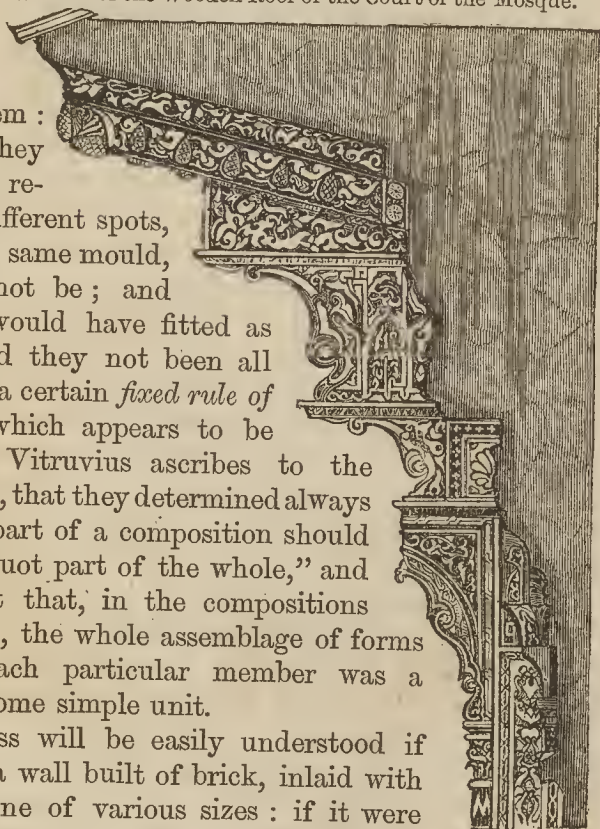 the Wooden Roof of the Court of the Mosque.
em :
hey
re-
fferent spots,
same mould,
not be ; and
would have fitted as
d they not been all
a certain fixed rule of
which appears to be
Vitruvius ascribes to the
, that they determined always
part of a composition should
uot part of the whole,” and
t that, in the compositions
, the whole assemblage of forms
ach particular member was a
ome simple unit.
ss will be easily understood if
a wall built of brick, inlaid with
ne of various sizes : if it were